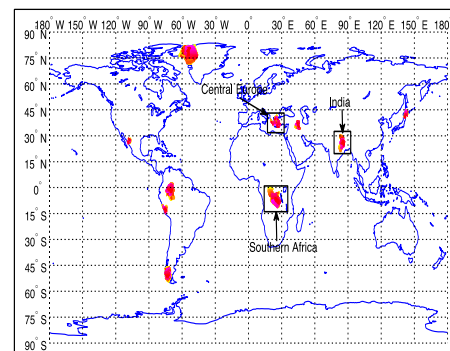 180° W 150° W 120° W 90° W 60° W 30° W 0° 30° E 60° E 90° E 120° E 150° E 180° E
90° N
75° N
60° N
Central Europe
India
45° N
30° N
15° N
0°
15° S
30° S
Southern Africa
45° S
60° S
75° S
90° S